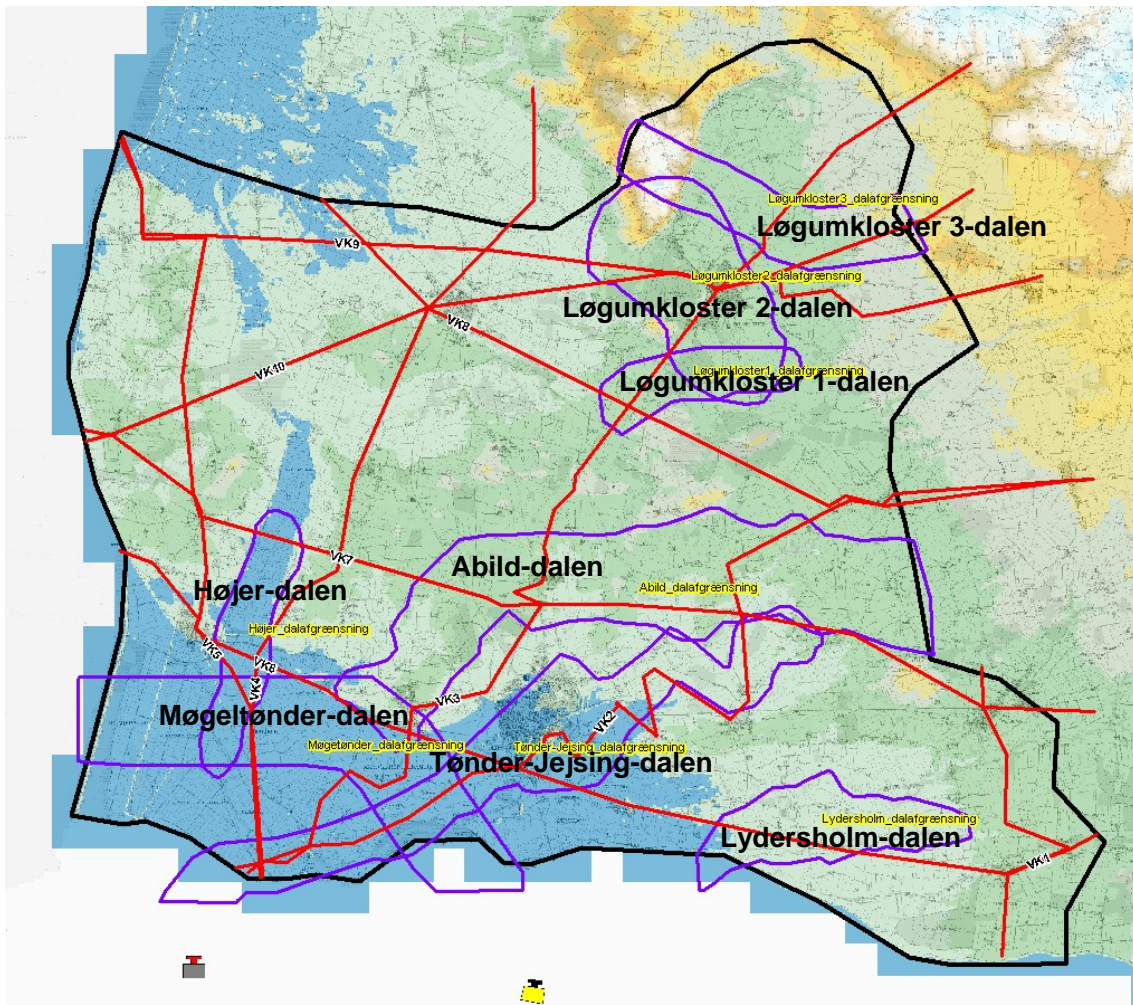 Løgumkloster3_dalafgrænsning
Løgumkloster 3-dalen
VK9
Løgumkloster2_dalafgrænsning
Løgumkloster 2-dalen
VK8
VK10
Løgumkloster1_dalafgrænsning
Løgumkloster 1-dalen
VK7
Abild-dalen
Højer-dalen
Abild_dalafgrænsning
Højer_dalafgrænsning
VK5
VK6
VK4
VK3
Møgeltønder-dalen
VK2
Møgetønder_dalafgrænsning
Tønder-Jejsing_dalafgrænsning
Tønder-Jejsing-dalen
Lydersholm_dalafgrænsning
Lydersholm-dalen
VK1